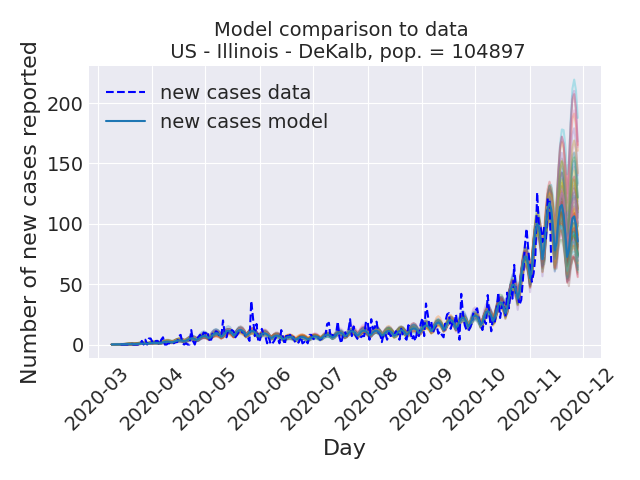 Model comparison to data
US - Illinois - DeKalb, pop. = 104897
Number of new cases reported
200
150
100
50
0
new cases data
new cases model
2020-03
2020-04
2020-05
2020-06
2020-07
2020-08
2020-09
2020-10
2020-11
2020-12
Day